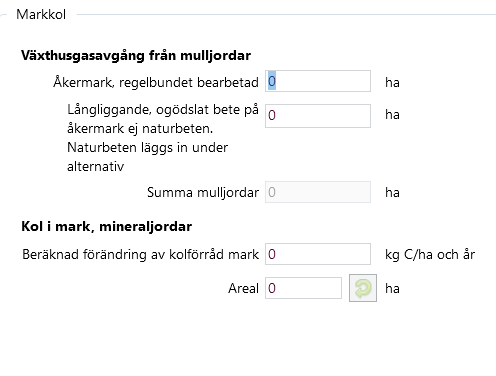 Markkol
Växthusgasavgång från mulljordar
Åkermark, regelbundet bearbetad 0 ha
Långliggande, ogödslat bete på 0 ha
åkermark ej naturbeten.
Naturbeten läggs in under
alternativ
Summa mulljordar 0 ha
Kol i mark, mineraljordar
Beräknad förändring av kolförråd mark 0 kg C/ha och år
Areal 0 ha